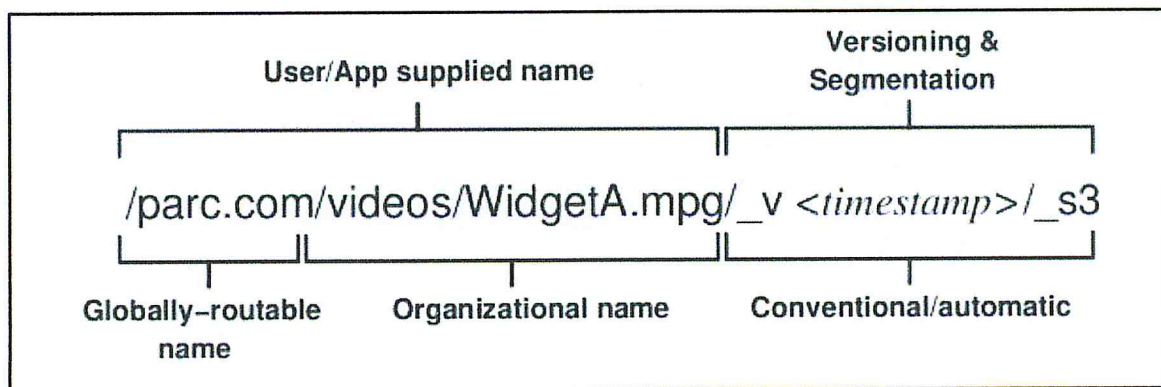 Versioning &
User/App supplied name
Segmentation
/parc.com/videos/WidgetA.mpg/_v <timestamp>/_s3
Globally–routable
name
Organizational name
Conventional/automatic